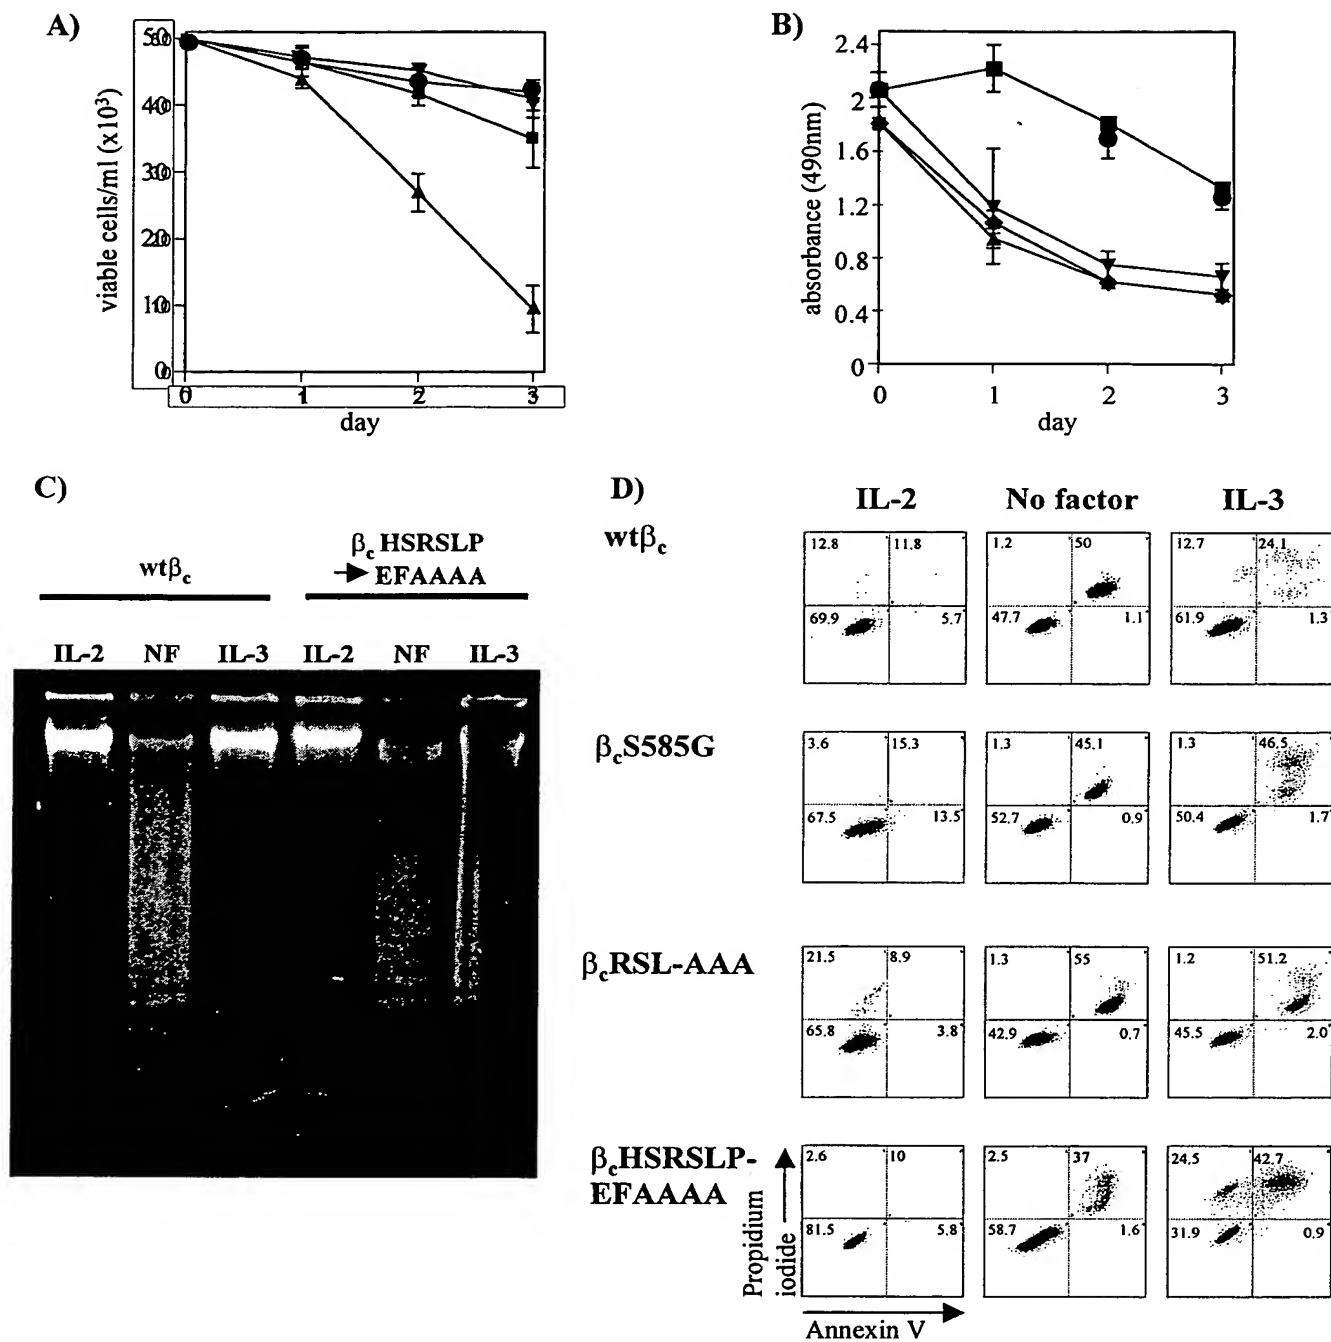 A)
50
40
30
20
10
0
viable cells/ml (x10³)
0 1 2 3
day
B)
2.4
2
1.6
1.2
0.8
0.4
0
absorbance (490nm)
0 1 2 3
day
C)
wtβc
βc HSRSLP
EFAAAA
IL-2 NF IL-3 IL-2 NF IL-3
D)
IL-2 No factor IL-3
wtβc
12.8 11.8 1.2 50 12.7 24.1
69.9 5.7 47.7 1.1 61.9 1.3
βcS585G
3.6 15.3 1.3 45.1 1.3 46.5
67.5 13.5 52.7 0.9 50.4 1.7
βcRSL-AAA
21.5 8.9 1.3 55 1.2 51.2
65.8 3.8 42.9 0.7 45.5 2.0
βcHSRSLP-
EFAAAA
2.6 10 2.5 37 24.5 42.7
81.5 5.8 58.7 1.6 31.9 0.9
Propidium
iodide
Annexin V